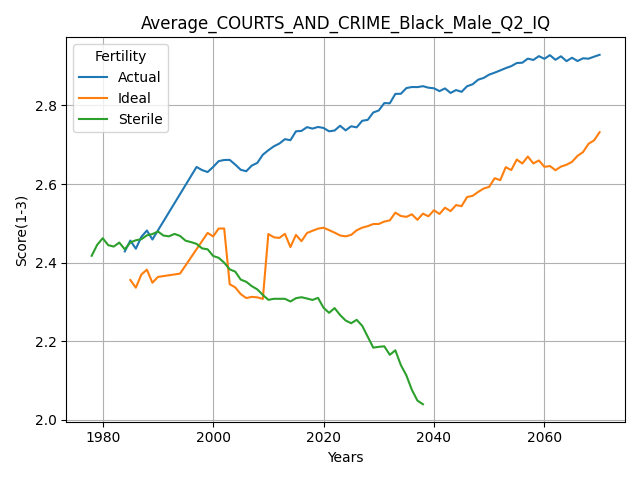 Average_COURTS_AND_CRIME_Black_Male_Q2_IQ
Fertility
Actual
Ideal
Sterile
Score(1-3)
2.8
2.6
2.4
2.2
2.0
1980 2000 2020 2040 2060
Years